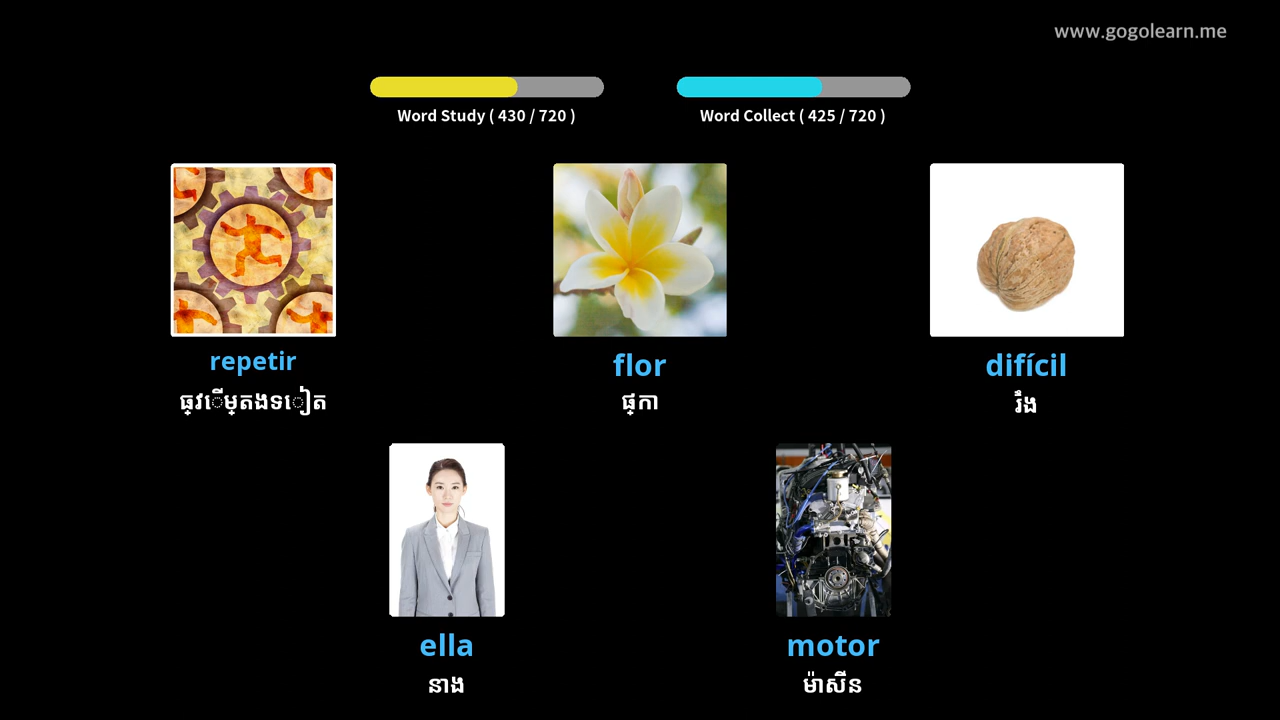 www.gogolearn.me
Word Study ( 430 / 720 )
Word Collect ( 425 / 720 )
repetir
ធ្វើម្តងទៀត
flor
ផ្កា
difícil
រឹង
ella
នាង
motor
ម៉ាស៊ីន